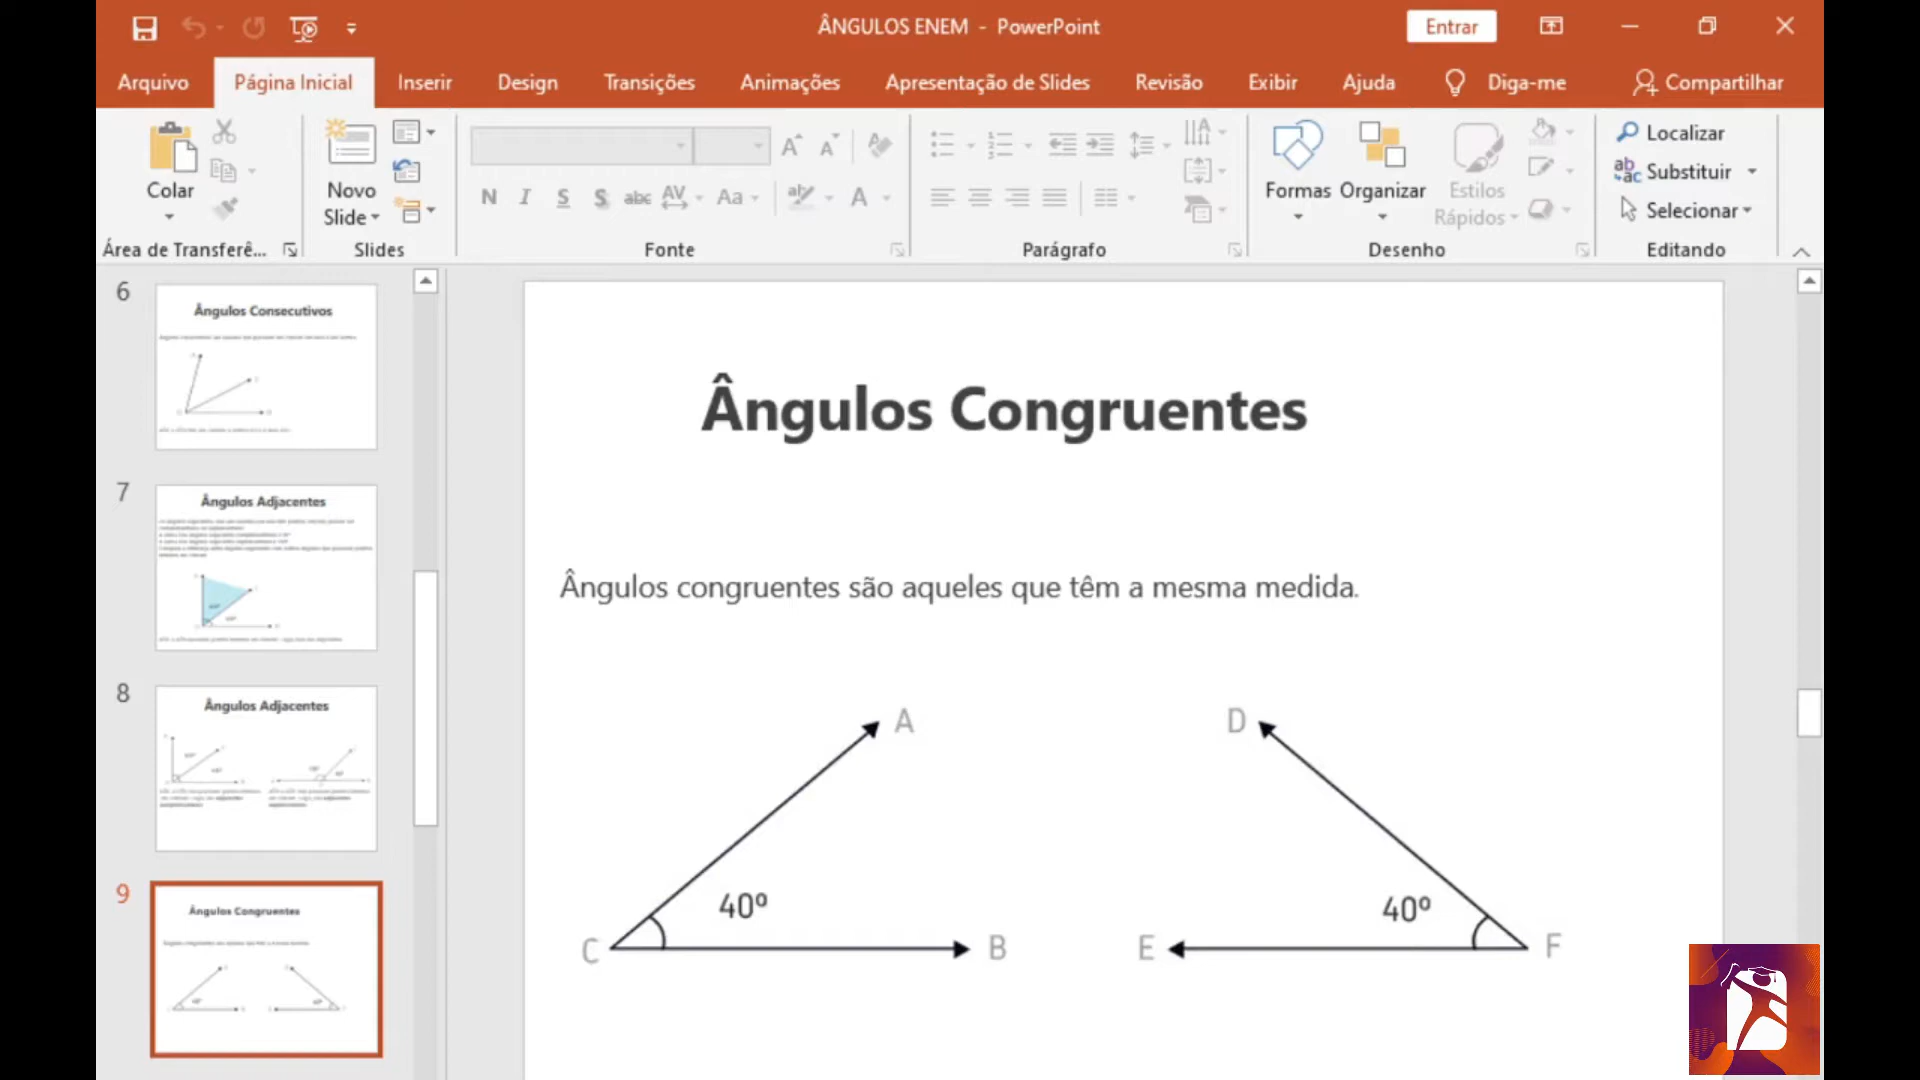 ÂNGULOS ENEM - PowerPoint
Entrar
Arquivo
Página Inicial
Inserir
Design
Transições
Animações
Apresentação de Slides
Revisão
Exibir
Ajuda
Diga-me
Compartilhar
Colar
Novo
Slide
N I S S abc AV Aa A
Formas
Organizar
Estilos
Rápidos
Localizar
Substituir
Selecionar
Área de Transferê...
Slides
Fonte
Parágrafo
Desenho
Editando
6
Ângulos Consecutivos
7
Ângulos Adjacentes
8
Ângulos Adjacentes
9
Ângulos Congruentes
Ângulos Congruentes
Ângulos congruentes são aqueles que têm a mesma medida.
A
D
40º
40º
C
B
E
F